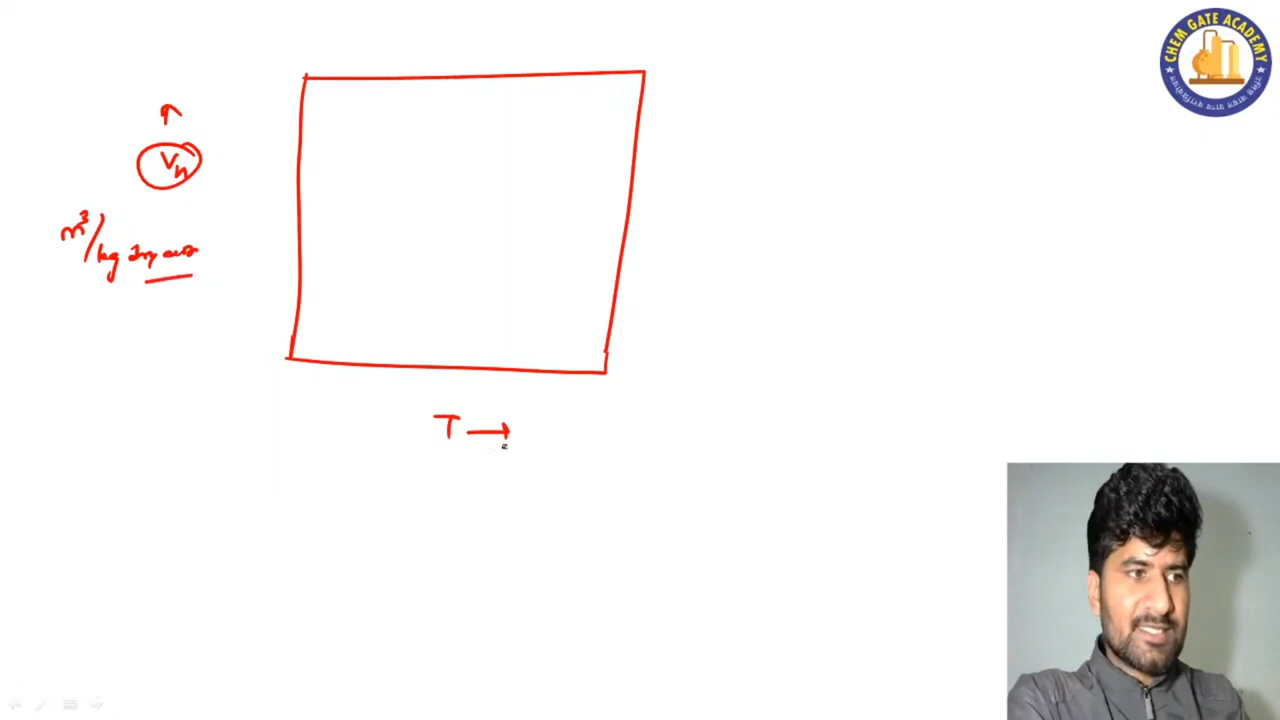 CHEM GATE ACADEMY
V_h
m³/kg dry air
T →